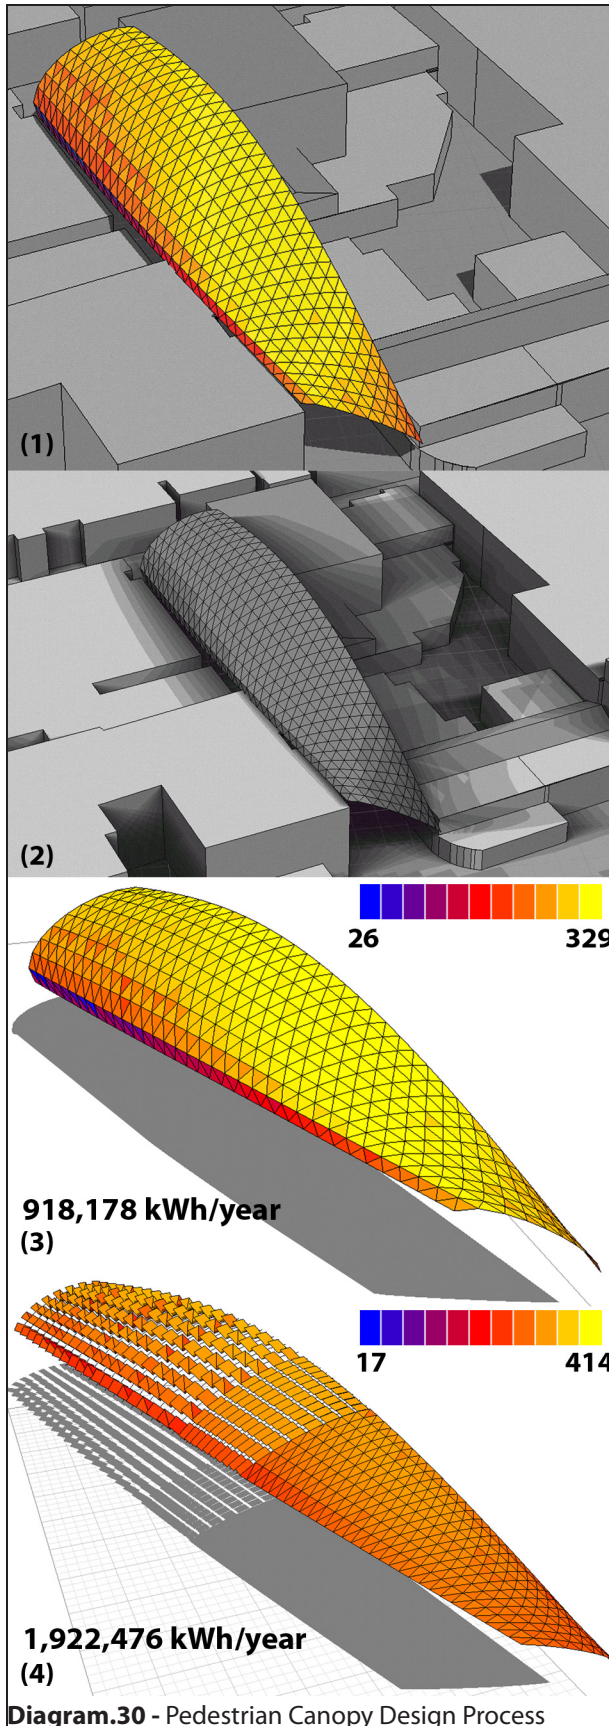 (1)
(2)
26 329
918,178 kWh/year
(3)
17 414
1,922,476 kWh/year
(4)
Diagram.30 - Pedestrian Canopy Design Process